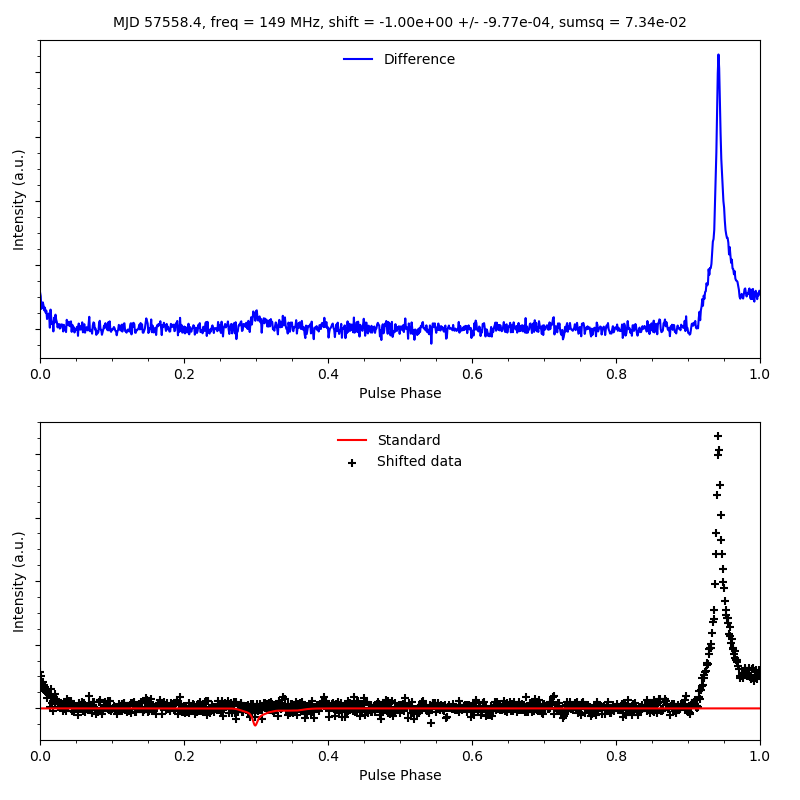 MJD 57558.4, freq = 149 MHz, shift = -1.00e+00 +/- -9.77e-04, sumsq = 7.34e-02
Difference
Intensity (a.u.)
0.0 0.2 0.4 0.6 0.8 1.0
Pulse Phase
Standard
Shifted data
Intensity (a.u.)
0.0 0.2 0.4 0.6 0.8 1.0
Pulse Phase